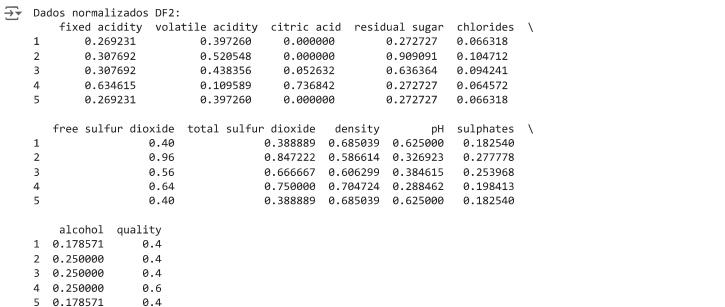 Dados normalizados DF2:
fixed acidity volatile acidity citric acid residual sugar chlorides \
1 0.269231 0.397260 0.000000 0.272727 0.066318
2 0.307692 0.520548 0.000000 0.909091 0.104712
3 0.307692 0.438356 0.052632 0.636364 0.094241
4 0.634615 0.109589 0.736842 0.272727 0.064572
5 0.269231 0.397260 0.000000 0.272727 0.066318
free sulfur dioxide total sulfur dioxide density pH sulphates \
1 0.40 0.388889 0.685039 0.625000 0.182540
2 0.96 0.847222 0.586614 0.326923 0.277778
3 0.56 0.666667 0.606299 0.384615 0.253968
4 0.64 0.750000 0.704724 0.288462 0.198413
5 0.40 0.388889 0.685039 0.625000 0.182540
alcohol quality
1 0.178571 0.4
2 0.250000 0.4
3 0.250000 0.4
4 0.250000 0.6
5 0.178571 0.4